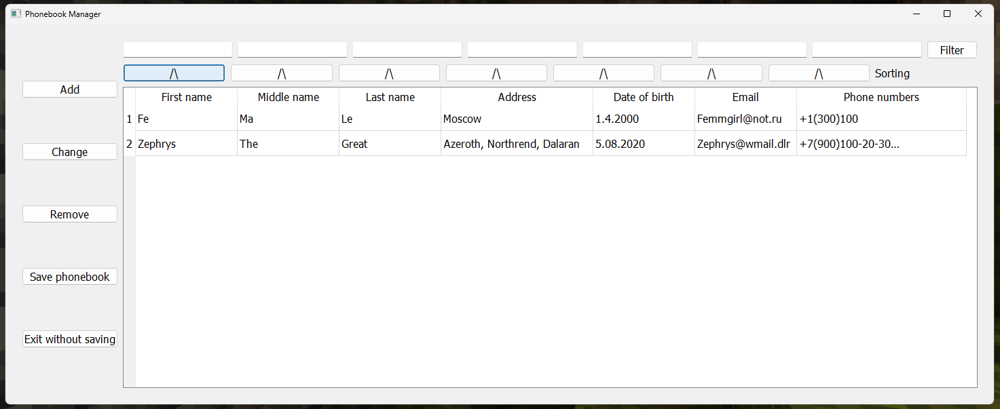 Phonebook Manager
Filter
/\ /\ /\ /\ /\ /\ /\ Sorting
Add
Change
Remove
Save phonebook
Exit without saving
First name Middle name Last name Address Date of birth Email Phone numbers
1 Fe Ma Le Moscow 1.4.2000 Femmgirl@not.ru +1(300)100
2 Zephrys The Great Azeroth, Northrend, Dalaran 5.08.2020 Zephrys@wmail.dlr +7(900)100-20-30...